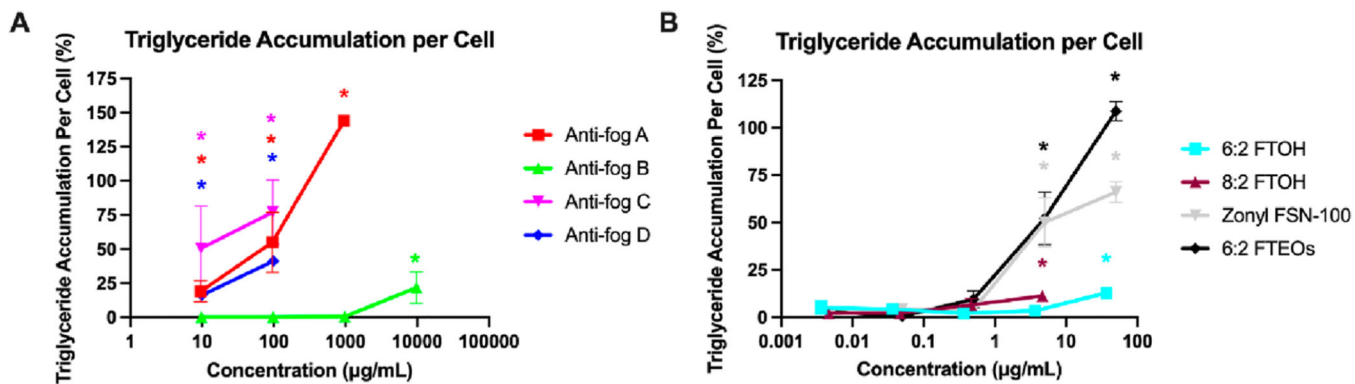 A
Triglyceride Accumulation per Cell
Triglyceride Accumulation Per Cell (%)
175
150
125
100
75
50
25
0
1
10
100
1000
10000
100000
Concentration (µg/mL)
* * * * * * * *
Anti-fog A
Anti-fog B
Anti-fog C
Anti-fog D
B
Triglyceride Accumulation per Cell
Triglyceride Accumulation Per Cell (%)
125
100
75
50
25
0
0.001
0.01
0.1
1
10
100
Concentration (µg/mL)
* * * * * *
6:2 FTOH
8:2 FTOH
Zonyl FSN-100
6:2 FTEOs